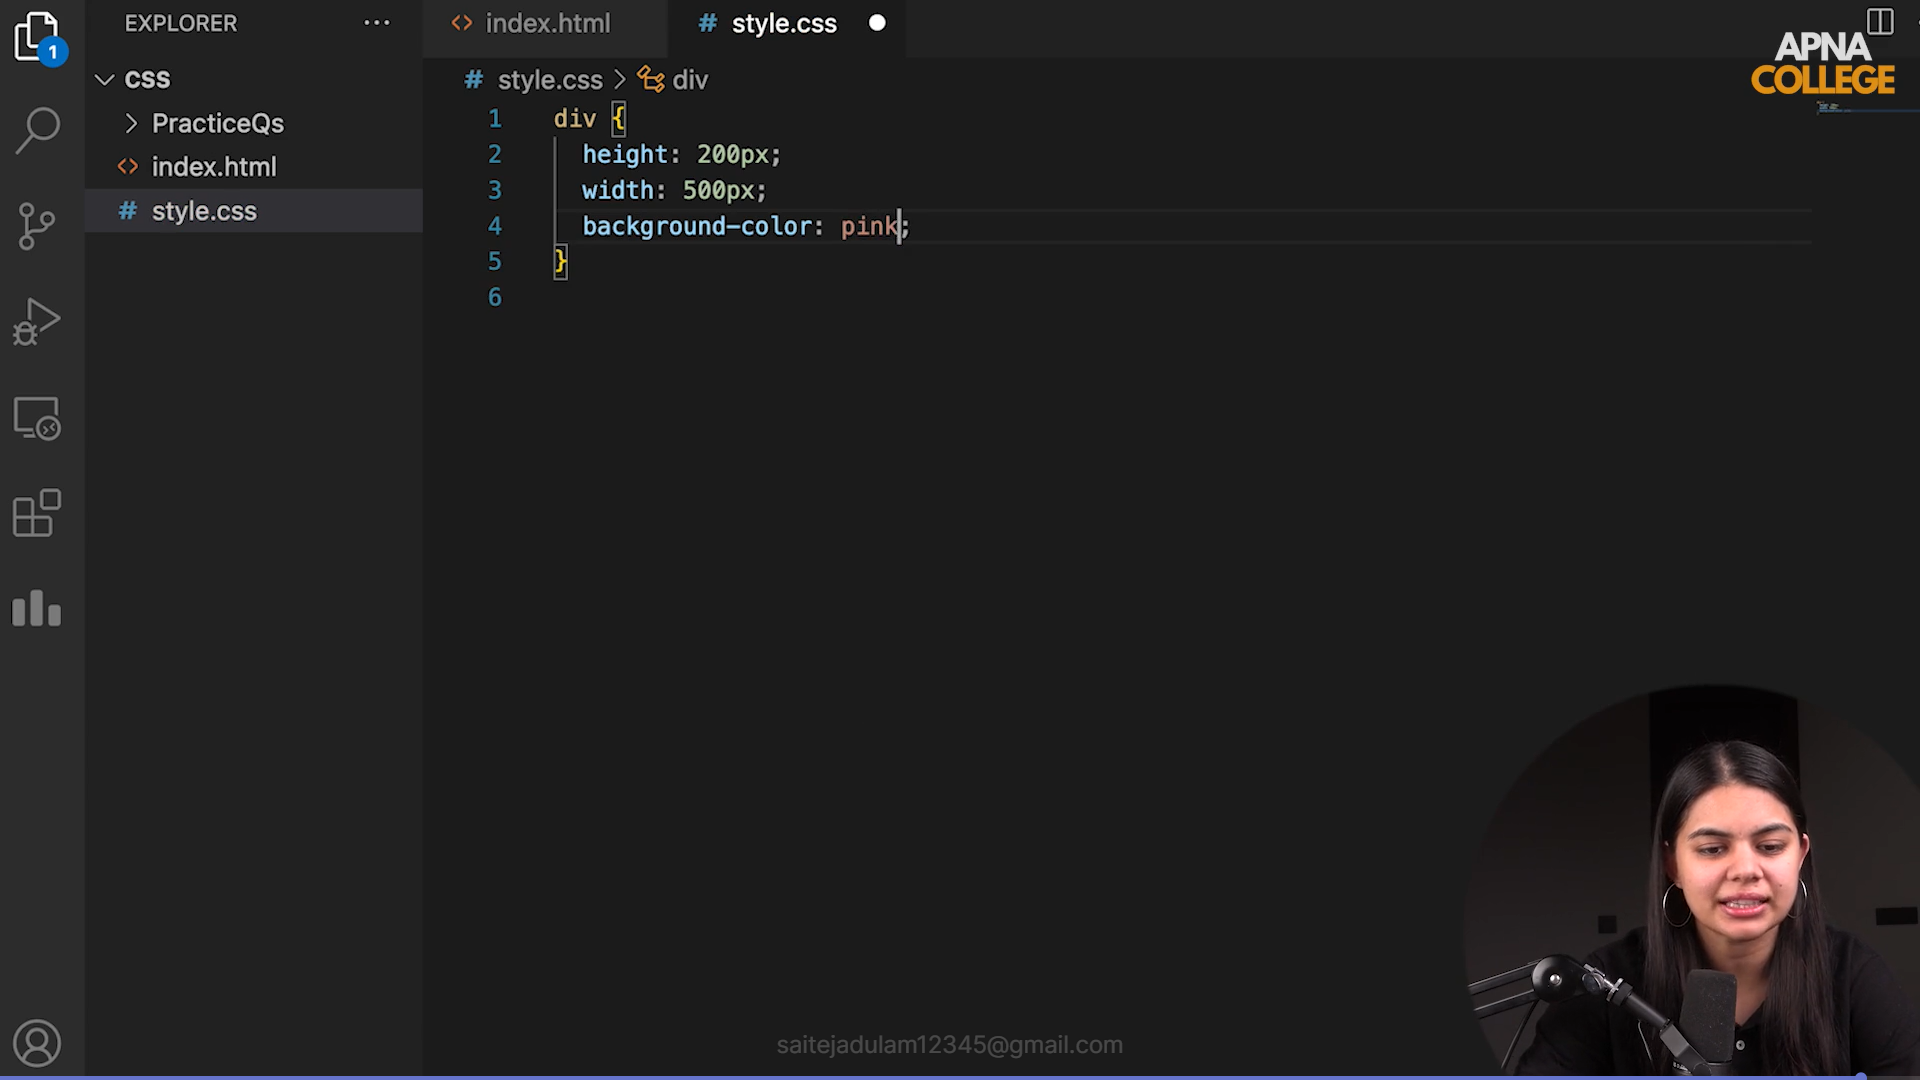 EXPLORER
index.html
style.css
APNA
COLLEGE
1
css
style.css > div
PracticeQs
index.html
style.css
1 div {
2 height: 200px;
3 width: 500px;
4 background-color: pink;
5 }
6
saitejadulam12345@gmail.com